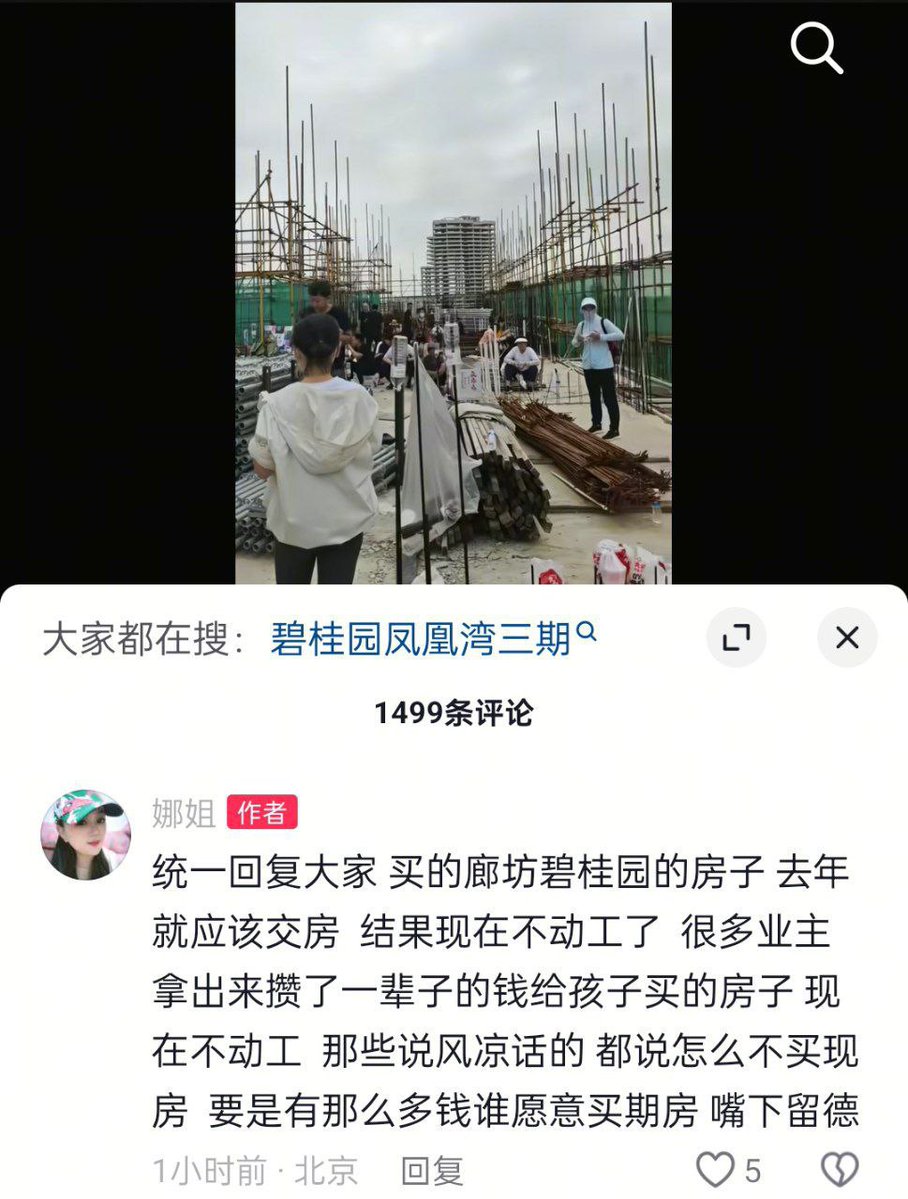 大家都在搜：碧桂园凤凰湾三期
1499条评论
娜姐 作者
统一回复大家 买的廊坊碧桂园的房子 去年
就应该交房 结果现在不动工了 很多业主
拿出来攒了一辈子的钱给孩子买的房子 现
在不动工 那些说风凉话的 都说怎么不买现
房 要是有那么多钱谁愿意买期房 嘴下留德
1小时前 · 北京 回复 5